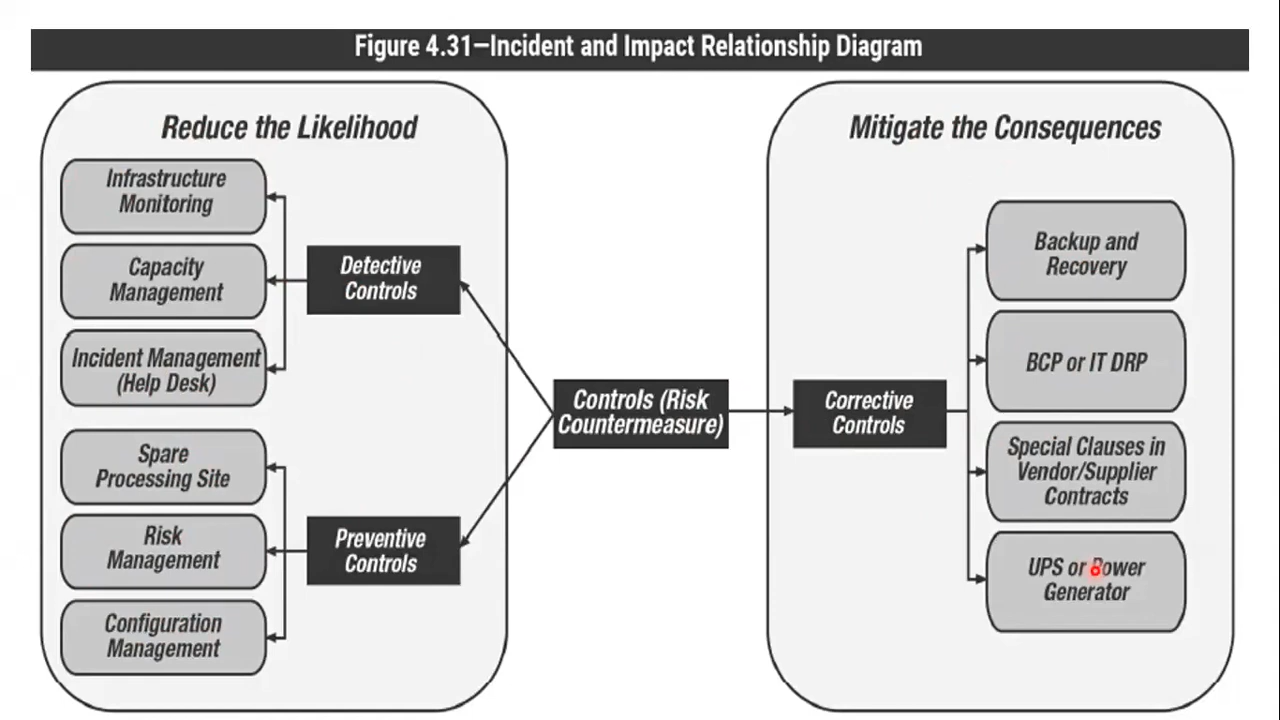 Figure 4.31—Incident and Impact Relationship Diagram
Reduce the Likelihood
Infrastructure
Monitoring
Capacity
Management
Incident Management
(Help Desk)
Detective
Controls
Spare
Processing Site
Risk
Management
Configuration
Management
Preventive
Controls
Controls (Risk
Countermeasure)
Mitigate the Consequences
Corrective
Controls
Backup and
Recovery
BCP or IT DRP
Special Clauses in
Vendor/Supplier
Contracts
UPS or Power
Generator